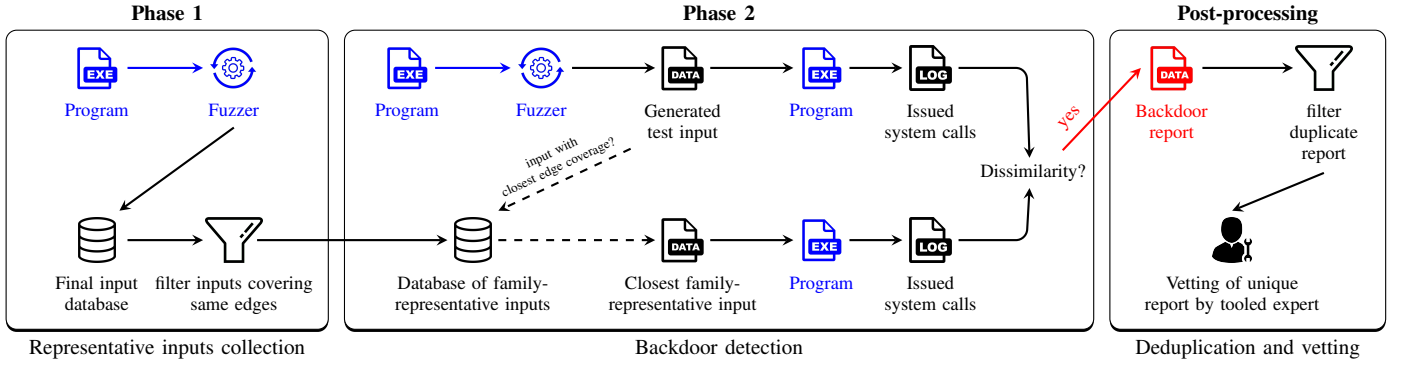 Phase 1
EXE
Program
Fuzzer
Final input
database
filter inputs covering
same edges
Representative inputs collection
Phase 2
EXE
Program
Fuzzer
DATA
Generated
test input
EXE
Program
LOG
Issued
system calls
input with
closest edge coverage?
Dissimilarity?
yes
Database of family-
representative inputs
DATA
Closest family-
representative input
EXE
Program
LOG
Issued
system calls
Backdoor detection
Post-processing
DATA
Backdoor
report
filter
duplicate
report
Vetting of unique
report by tooled expert
Deduplication and vetting